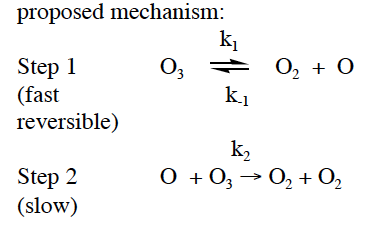 proposed mechanism:
k₁
Step 1 O₃ ⇌ O₂ + O
(fast k₋₁
reversible)
k₂
Step 2 O + O₃ → O₂ + O₂
(slow)